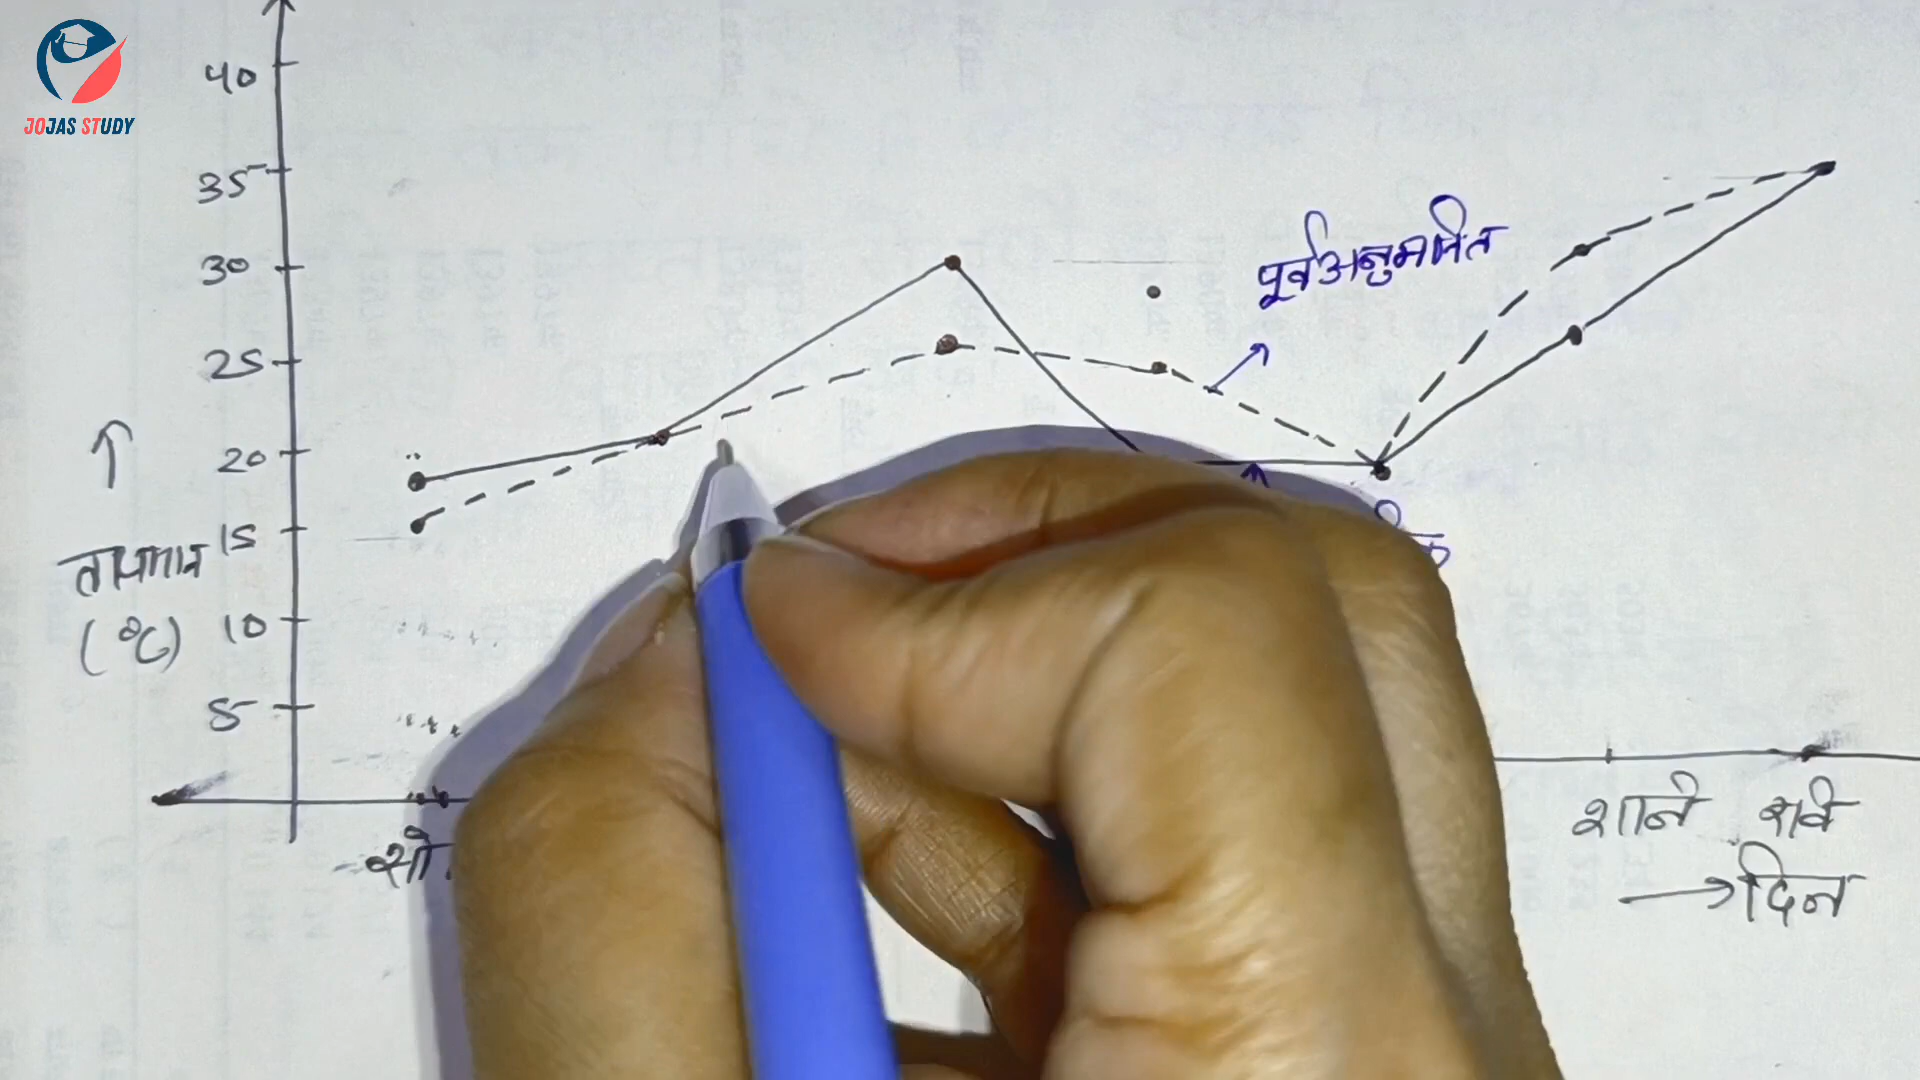 JOJAS STUDY
40
35
30
25
20
15
10
5
↑
तापमान
(°C)
पूर्वअनुमानित
सो
शनि रवि
→ दिन